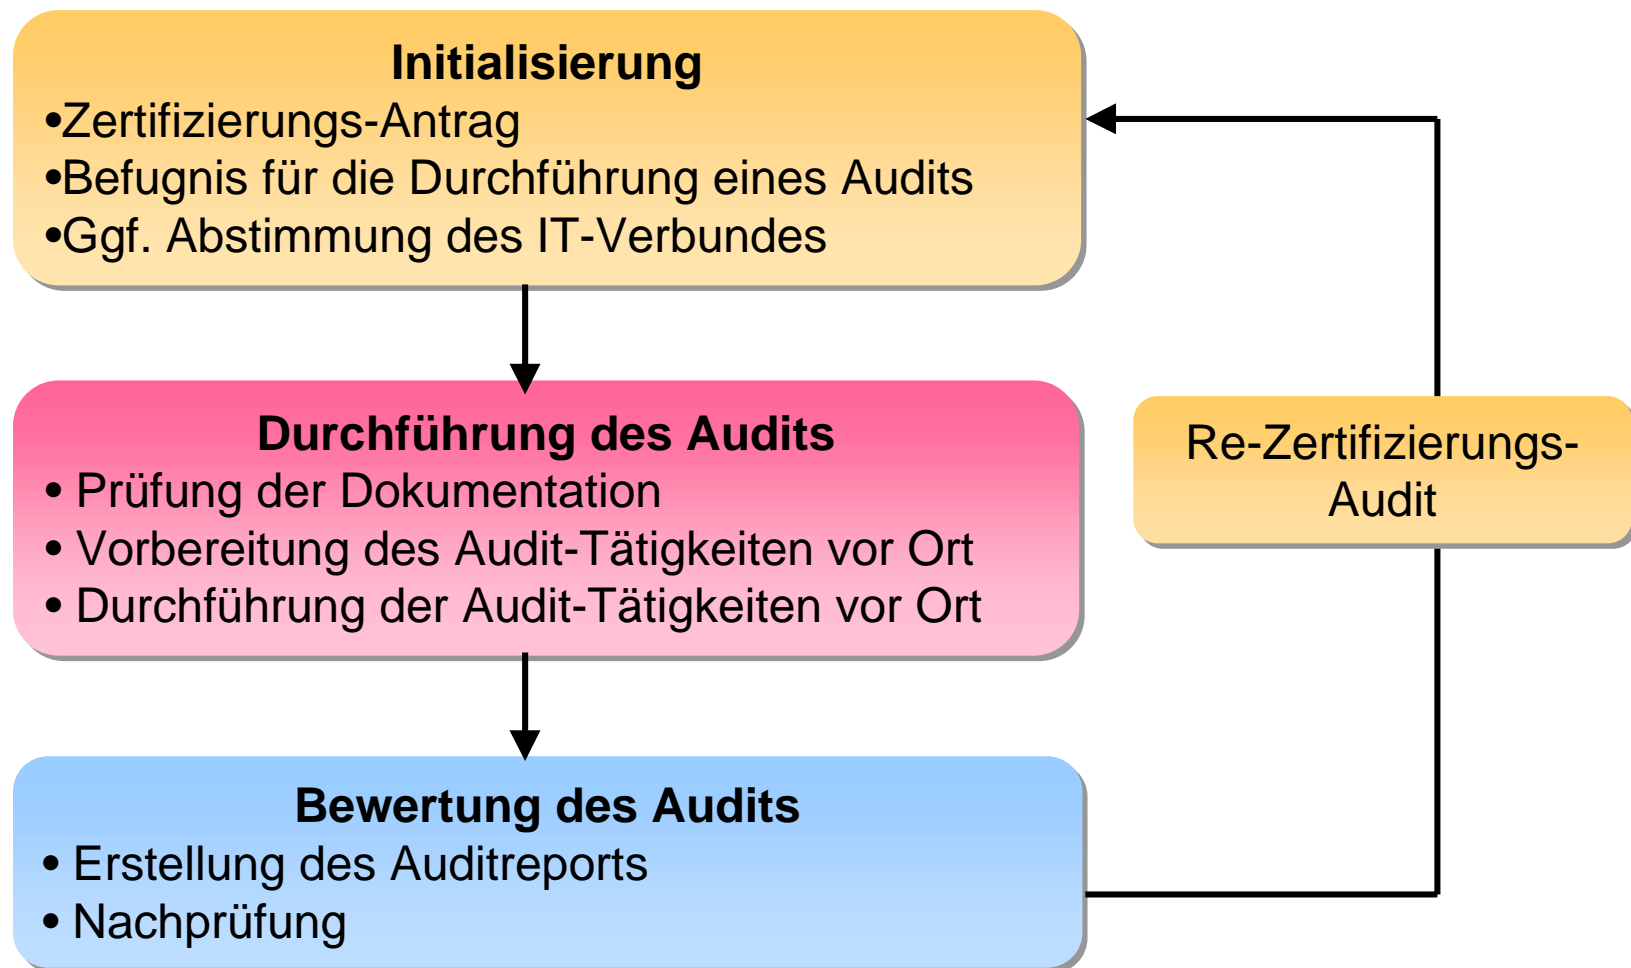 Initialisierung
•Zertifizierungs-Antrag
•Befugnis für die Durchführung eines Audits
•Ggf. Abstimmung des IT-Verbundes
Durchführung des Audits
• Prüfung der Dokumentation
• Vorbereitung des Audit-Tätigkeiten vor Ort
• Durchführung der Audit-Tätigkeiten vor Ort
Re-Zertifizierungs-
Audit
Bewertung des Audits
• Erstellung des Auditreports
• Nachprüfung